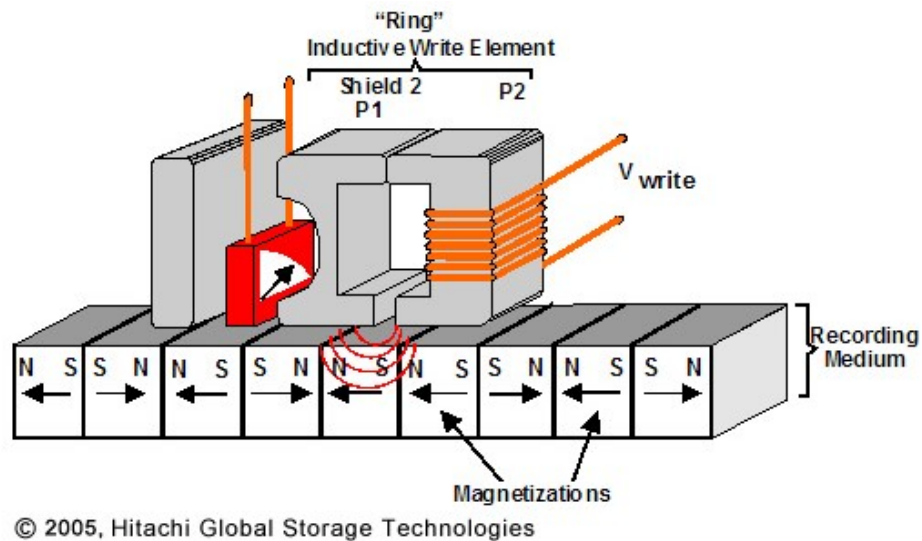 “Ring”
Inductive Write Element
Shield 2
P1
P2
V write
Recording
Medium
N S S N N S S N N S N S S N N S S N
Magnetizations
© 2005, Hitachi Global Storage Technologies